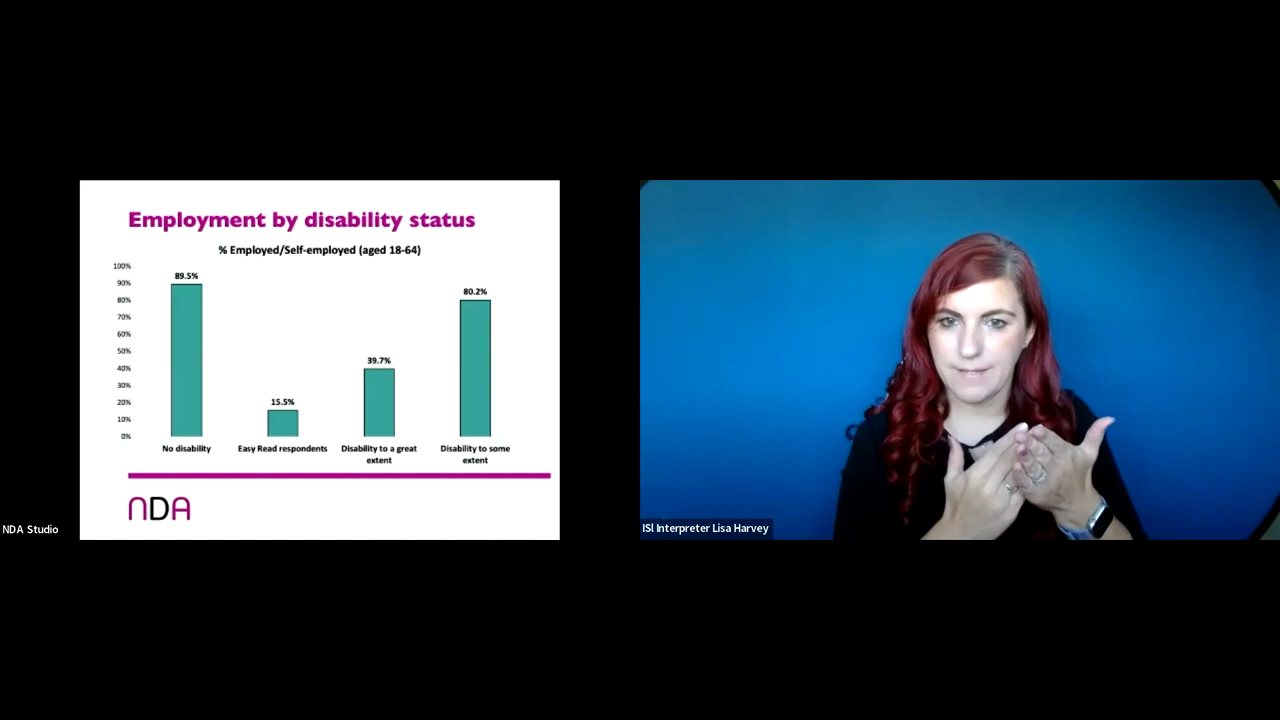 Employment by disability status
% Employed/Self-employed (aged 18-64)
100%
90%
80%
70%
60%
50%
40%
30%
20%
10%
0%
89.5%
15.5%
39.7%
80.2%
No disability
Easy Read respondents
Disability to a great
extent
Disability to some
extent
NDA
NDA Studio
ISl Interpreter Lisa Harvey